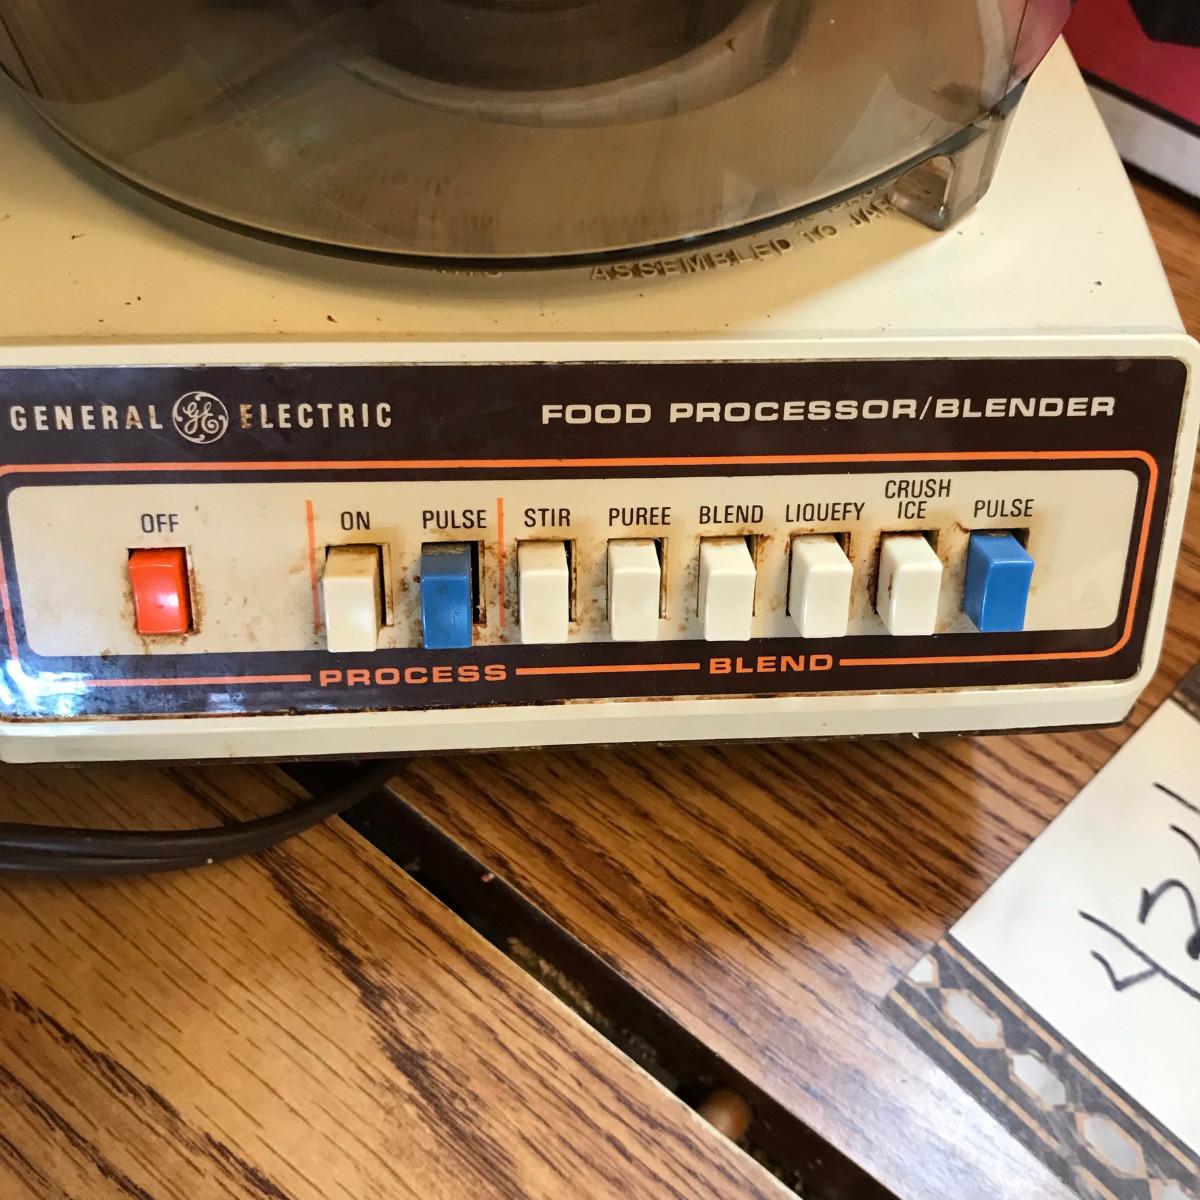 ASSEMBLED TO JAR
GENERAL GE ELECTRIC
FOOD PROCESSOR/BLENDER
OFF
ON
PULSE
STIR
PUREE
BLEND
LIQUEFY
CRUSH
ICE
PULSE
PROCESS
BLEND